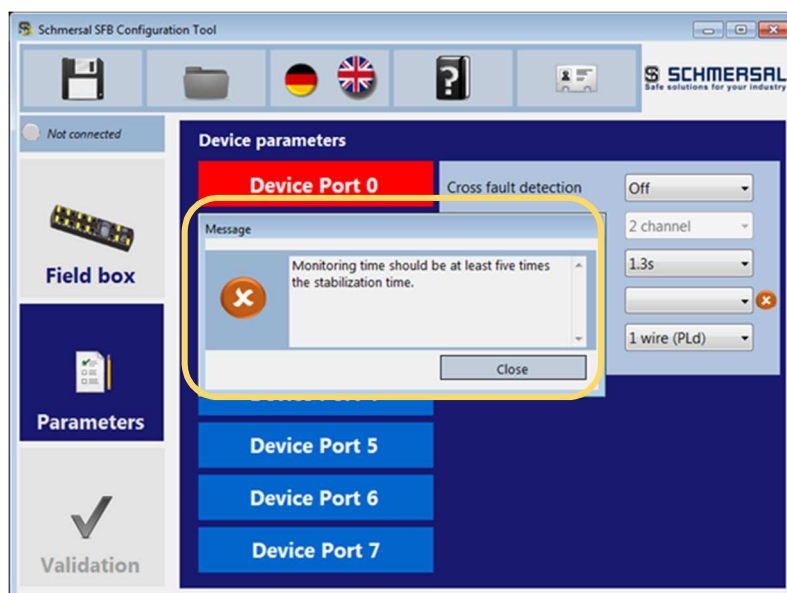 Schmersal SFB Configuration Tool
SCHMERSAL
Safe solutions for your industry
Not connected
Device parameters
Device Port 0
Cross fault detection
Off
Message
2 channel
Monitoring time should be at least five times
the stabilization time.
1.3s
Field box
1 wire (PLd)
Close
Parameters
Device Port 5
Device Port 6
Device Port 7
Validation